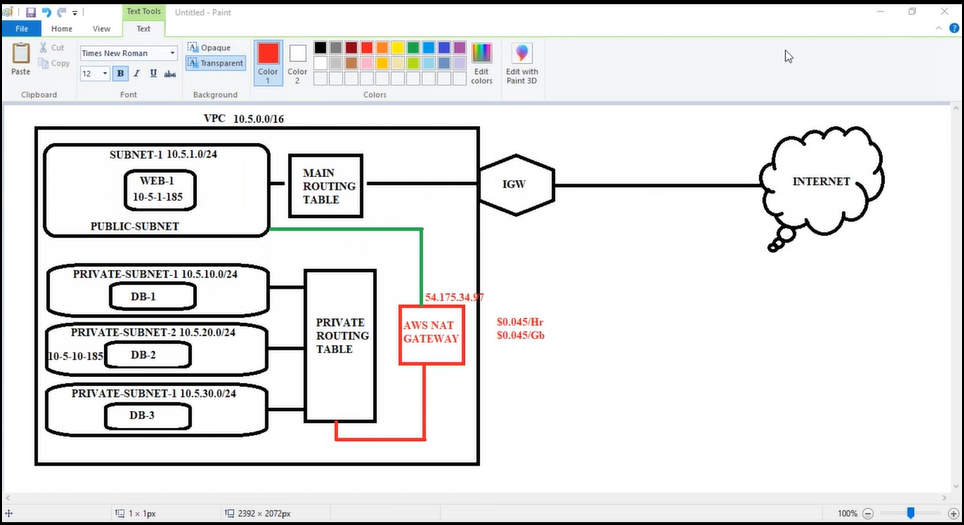 Text Tools
Untitled - Paint
File
Home
View
Text
Paste
Cut
Copy
Clipboard
Times New Roman
12
B
I
U
abc
Font
Opaque
Transparent
Background
Color
1
Color
2
Edit
colors
Colors
Edit with
Paint 3D
VPC 10.5.0.0/16
SUBNET-1 10.5.1.0/24
WEB-1
10-5-1-185
PUBLIC-SUBNET
MAIN
ROUTING
TABLE
IGW
INTERNET
PRIVATE-SUBNET-1 10.5.10.0/24
DB-1
PRIVATE-SUBNET-2 10.5.20.0/24
10-5-10-185
DB-2
PRIVATE-SUBNET-1 10.5.30.0/24
DB-3
PRIVATE
ROUTING
TABLE
54.175.34.97
AWS NAT
GATEWAY
$0.045/Hr
$0.045/Gb
1 × 1px
2392 × 2072px
100%